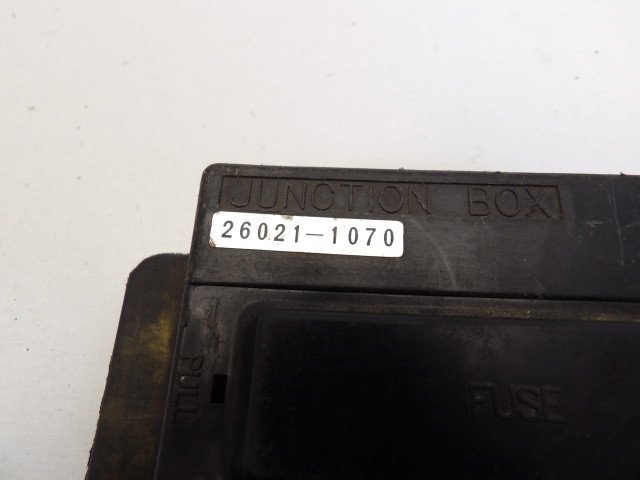 JUNCTION BOX
26021-1070
PULL
FUSE